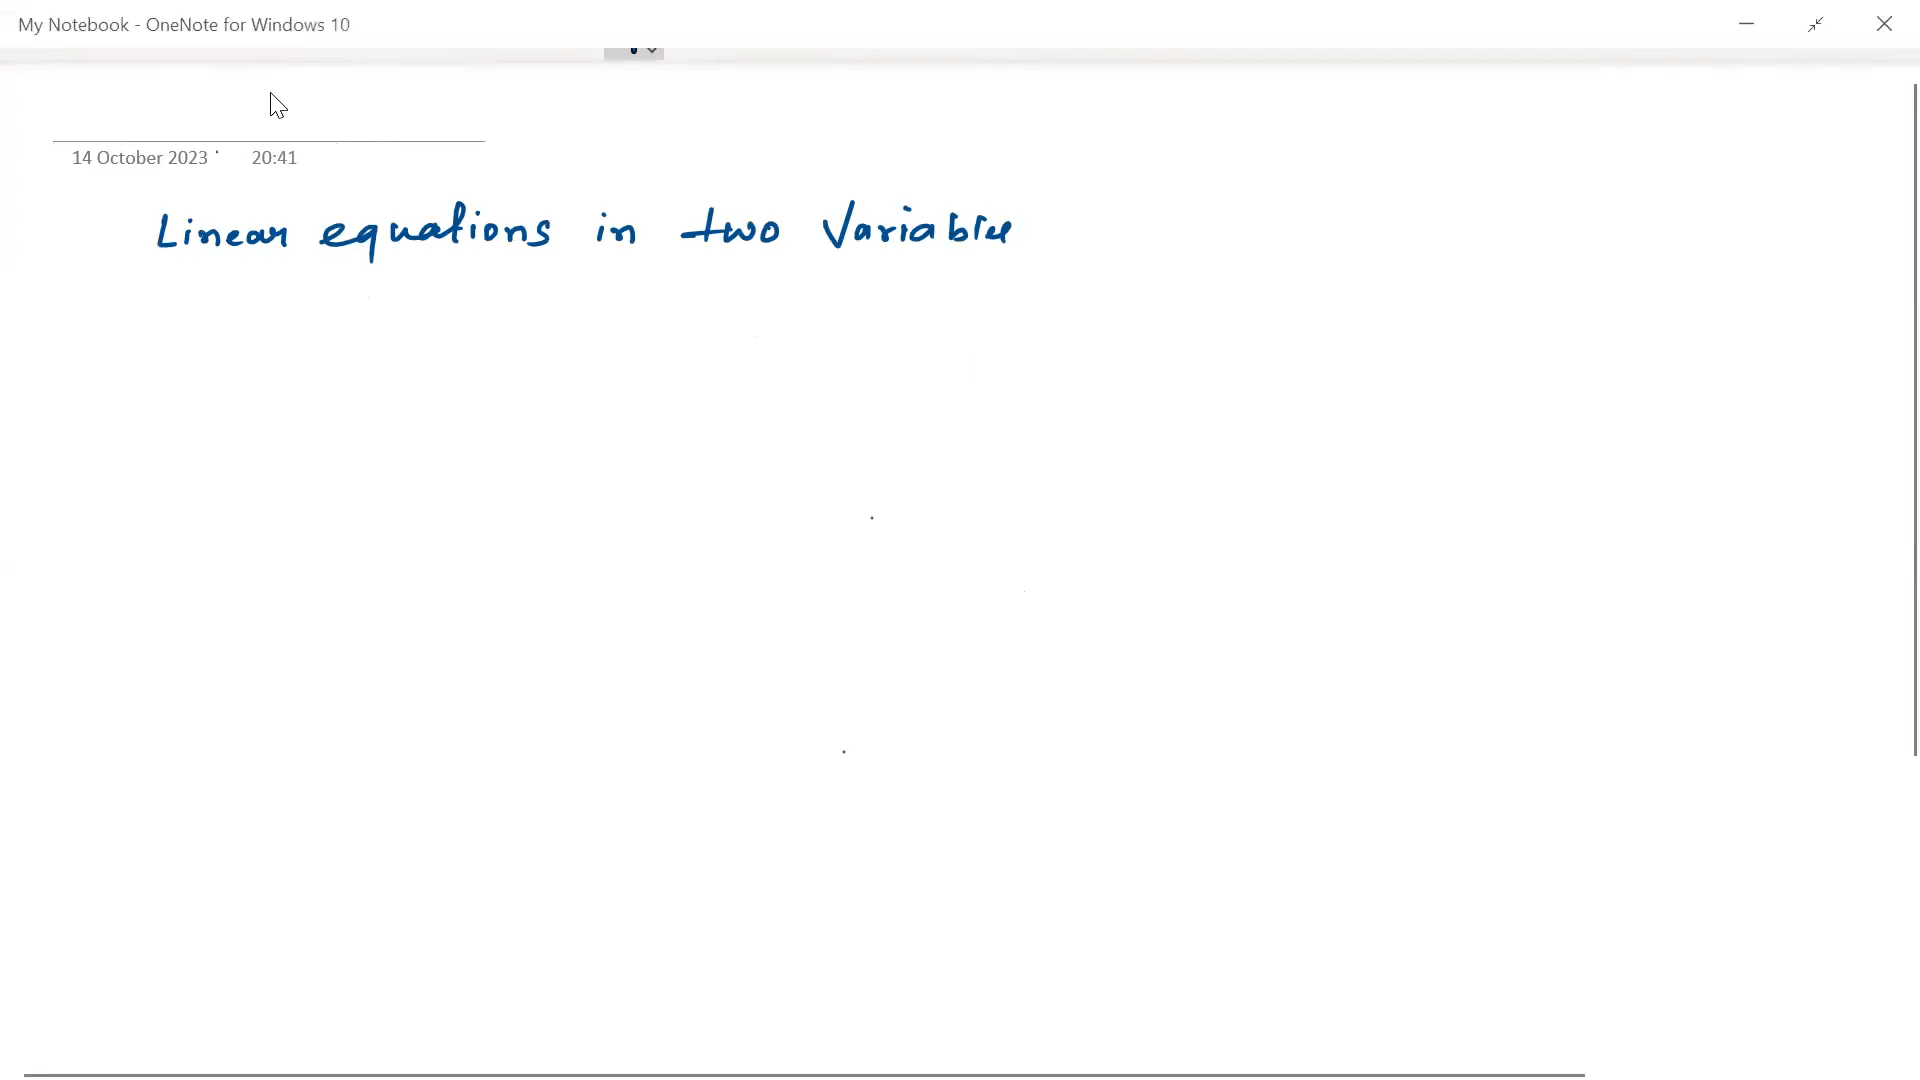 My Notebook - OneNote for Windows 10
14 October 2023 20:41
Linear equations in two Variables